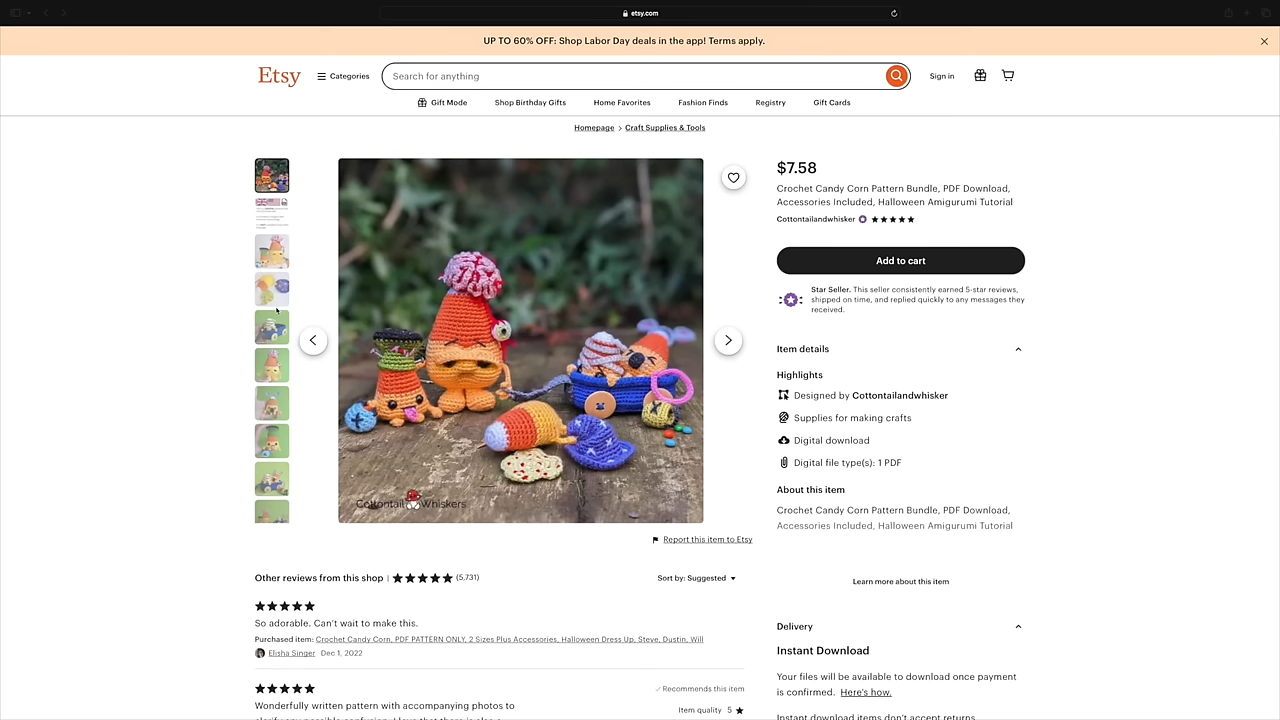 etsy.com
UP TO 60% OFF: Shop Labor Day deals in the app! Terms apply.
Etsy
Categories
Search for anything
Sign in
Gift Mode
Shop Birthday Gifts
Home Favorites
Fashion Finds
Registry
Gift Cards
Homepage > Craft Supplies & Tools
Cottontail Whiskers
$7.58
Crochet Candy Corn Pattern Bundle, PDF Download,
Accessories Included, Halloween Amigurumi Tutorial
Cottontailandwhisker
Add to cart
Star Seller. This seller consistently earned 5-star reviews,
shipped on time, and replied quickly to any messages they
received.
Item details
Highlights
Designed by Cottontailandwhisker
Supplies for making crafts
Digital download
Digital file type(s): 1 PDF
About this item
Crochet Candy Corn Pattern Bundle, PDF Download,
Accessories Included, Halloween Amigurumi Tutorial
Learn more about this item
Delivery
Instant Download
Your files will be available to download once payment
is confirmed. Here's how.
Instant download items don't accept returns,
Report this item to Etsy
Other reviews from this shop | (5,731)
Sort by: Suggested
So adorable. Can't wait to make this.
Purchased item: Crochet Candy Corn, PDF PATTERN ONLY, 2 Sizes Plus Accessories, Halloween Dress Up, Steve, Dustin, Will
Elisha Singer Dec 1, 2022
Recommends this item
Wonderfully written pattern with accompanying photos to
Item quality 5